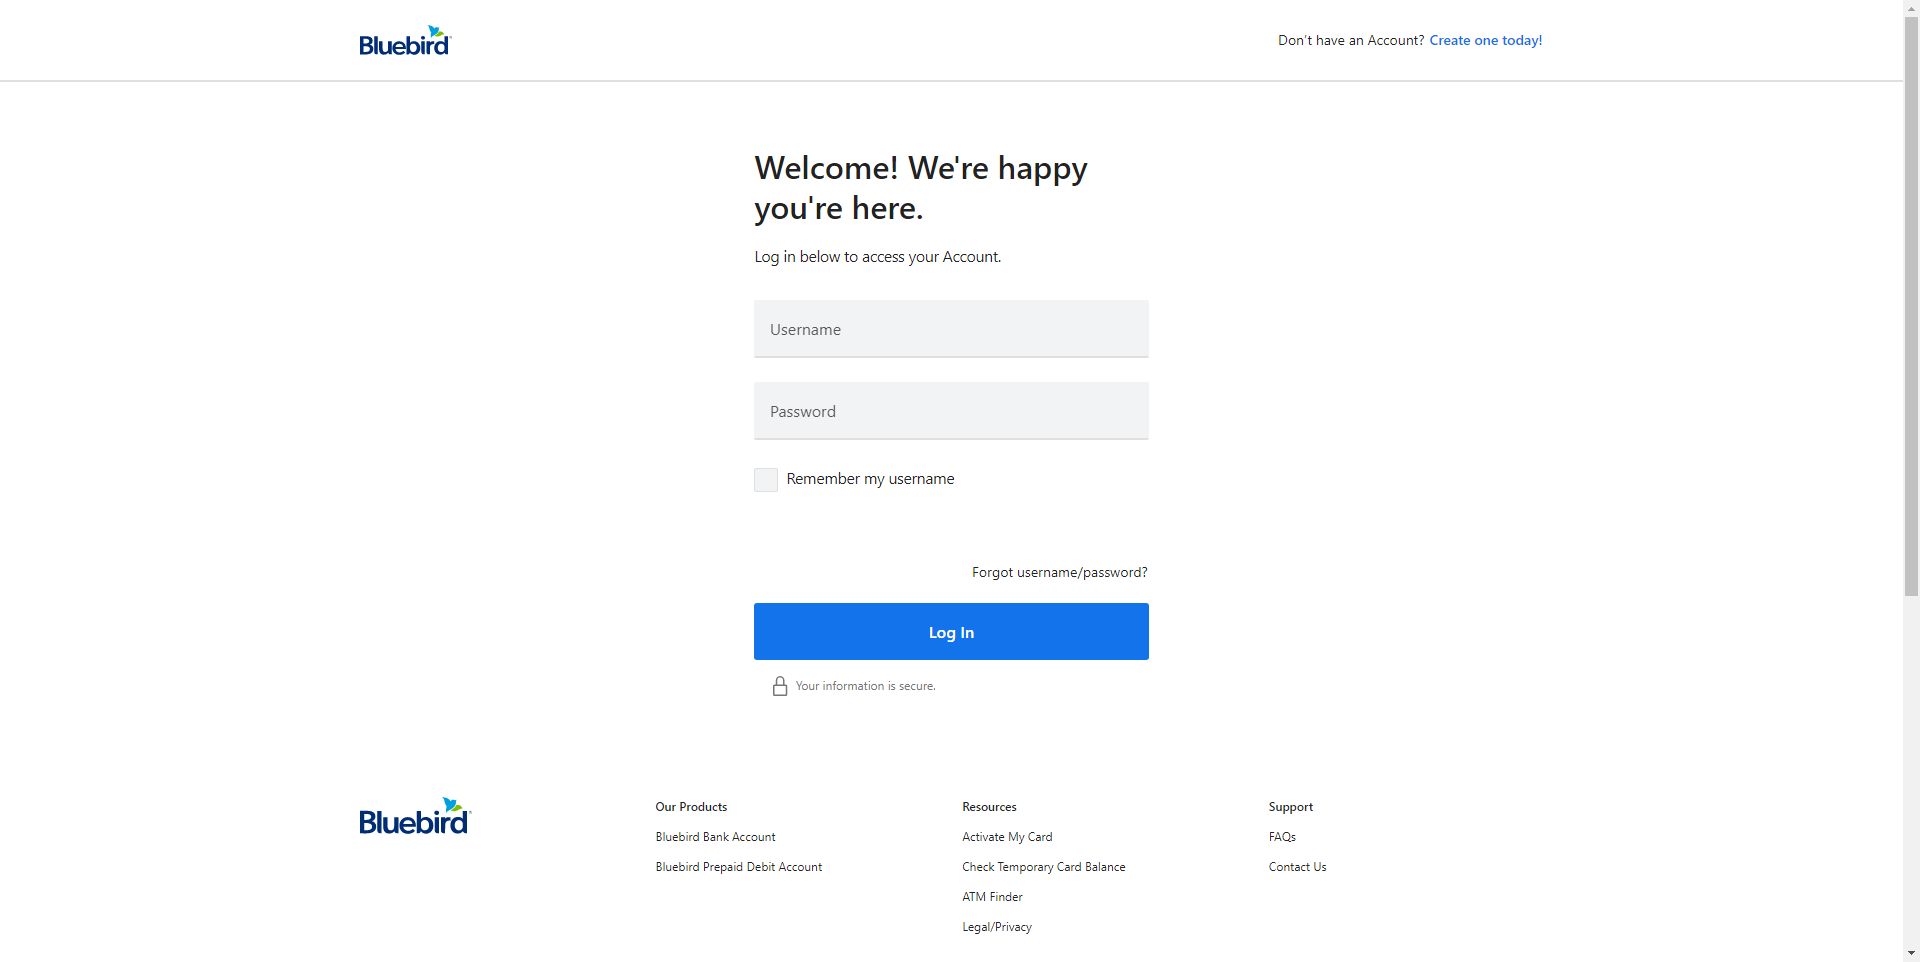 Bluebird
Don't have an Account? Create one today!
Welcome! We're happy
you're here.
Log in below to access your Account.
Username
Password
Remember my username
Forgot username/password?
Log In
Your information is secure.
Bluebird
Our Products
Bluebird Bank Account
Bluebird Prepaid Debit Account
Resources
Activate My Card
Check Temporary Card Balance
ATM Finder
Legal/Privacy
Support
FAQs
Contact Us